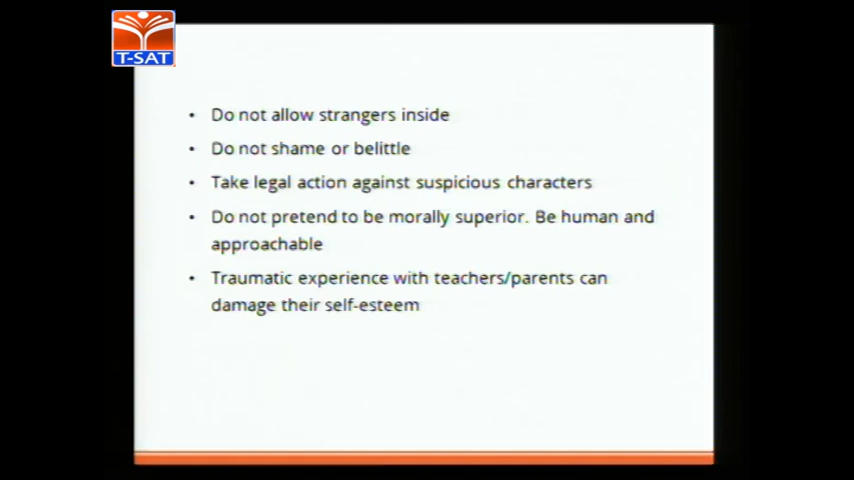 T-SAT
• Do not allow strangers inside
• Do not shame or belittle
• Take legal action against suspicious characters
• Do not pretend to be morally superior. Be human and
approachable
• Traumatic experience with teachers/parents can
damage their self-esteem